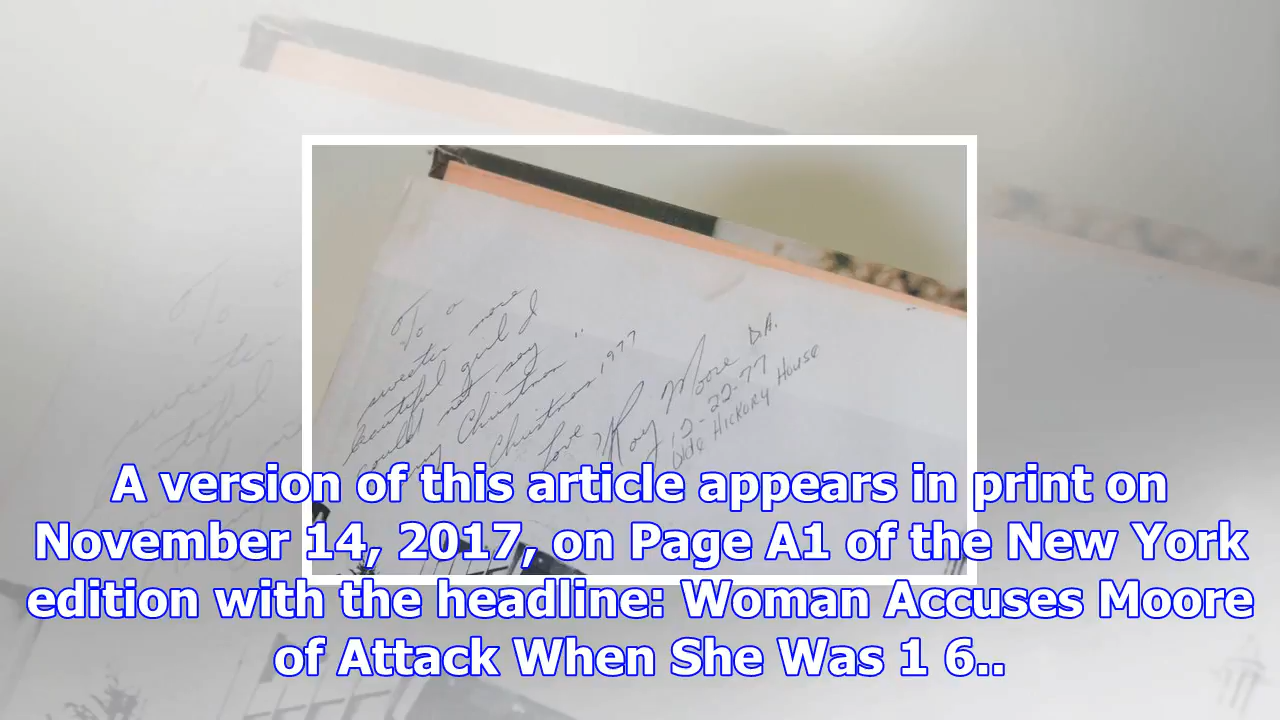 To a
sweeter more
beautiful girl I
could not say "
my Christmas
Christmas, 1977
Love,
Roy Moore D.A.
12-22-77
Olde Hickory House
A version of this article appears in print on
November 14, 2017, on Page A1 of the New York
edition with the headline: Woman Accuses Moore
of Attack When She Was 1 6..